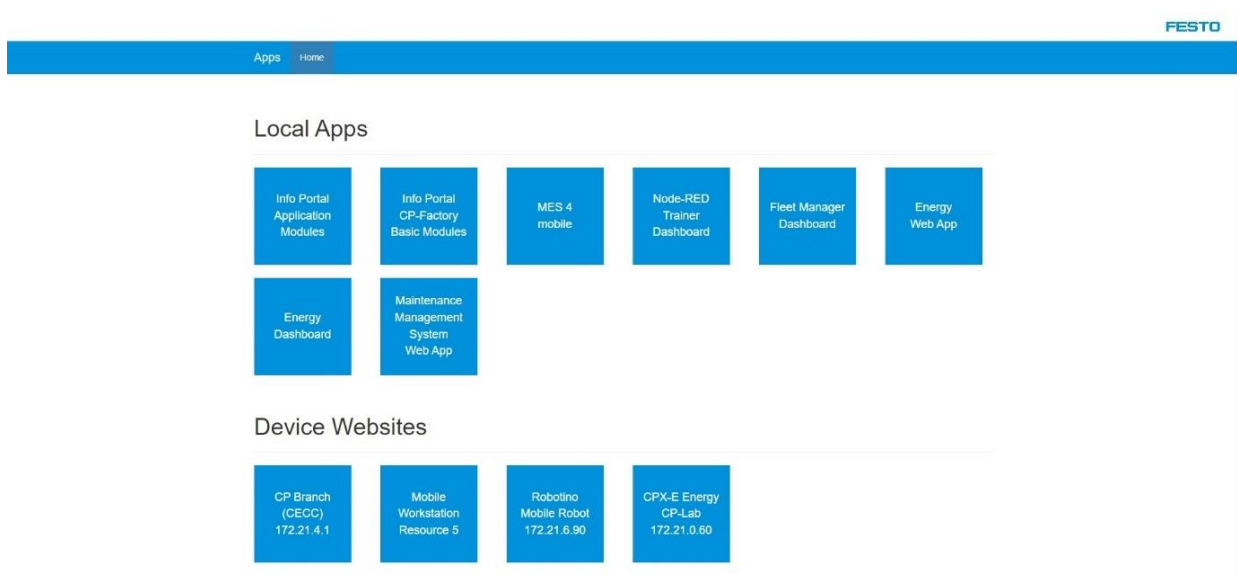 FESTO
Apps Home
Local Apps
Info Portal
Application
Modules
Info Portal
CP-Factory
Basic Modules
MES 4
mobile
Node-RED
Trainer
Dashboard
Fleet Manager
Dashboard
Energy
Web App
Energy
Dashboard
Maintenance
Management
System
Web App
Device Websites
CP Branch
(CECC)
172.21.4.1
Mobile
Workstation
Resource 5
Robotino
Mobile Robot
172.21.6.90
CPX-E Energy
CP-Lab
172.21.0.60